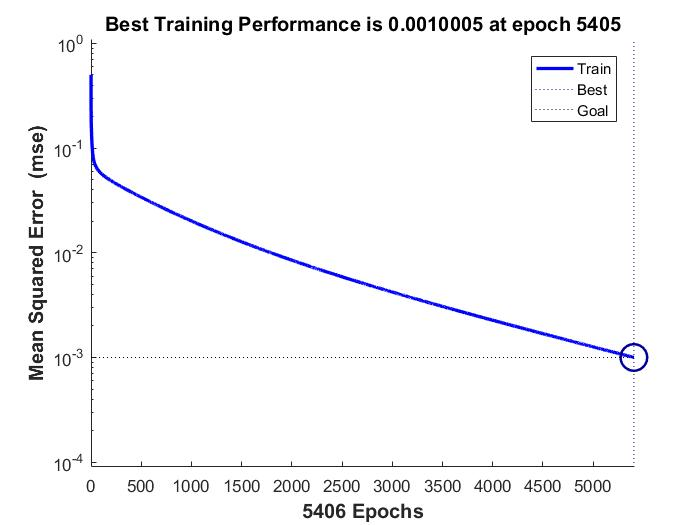 Best Training Performance is 0.0010005 at epoch 5405
10^0
10^-1
10^-2
10^-3
10^-4
Mean Squared Error (mse)
Train
Best
Goal
0 500 1000 1500 2000 2500 3000 3500 4000 4500 5000
5406 Epochs